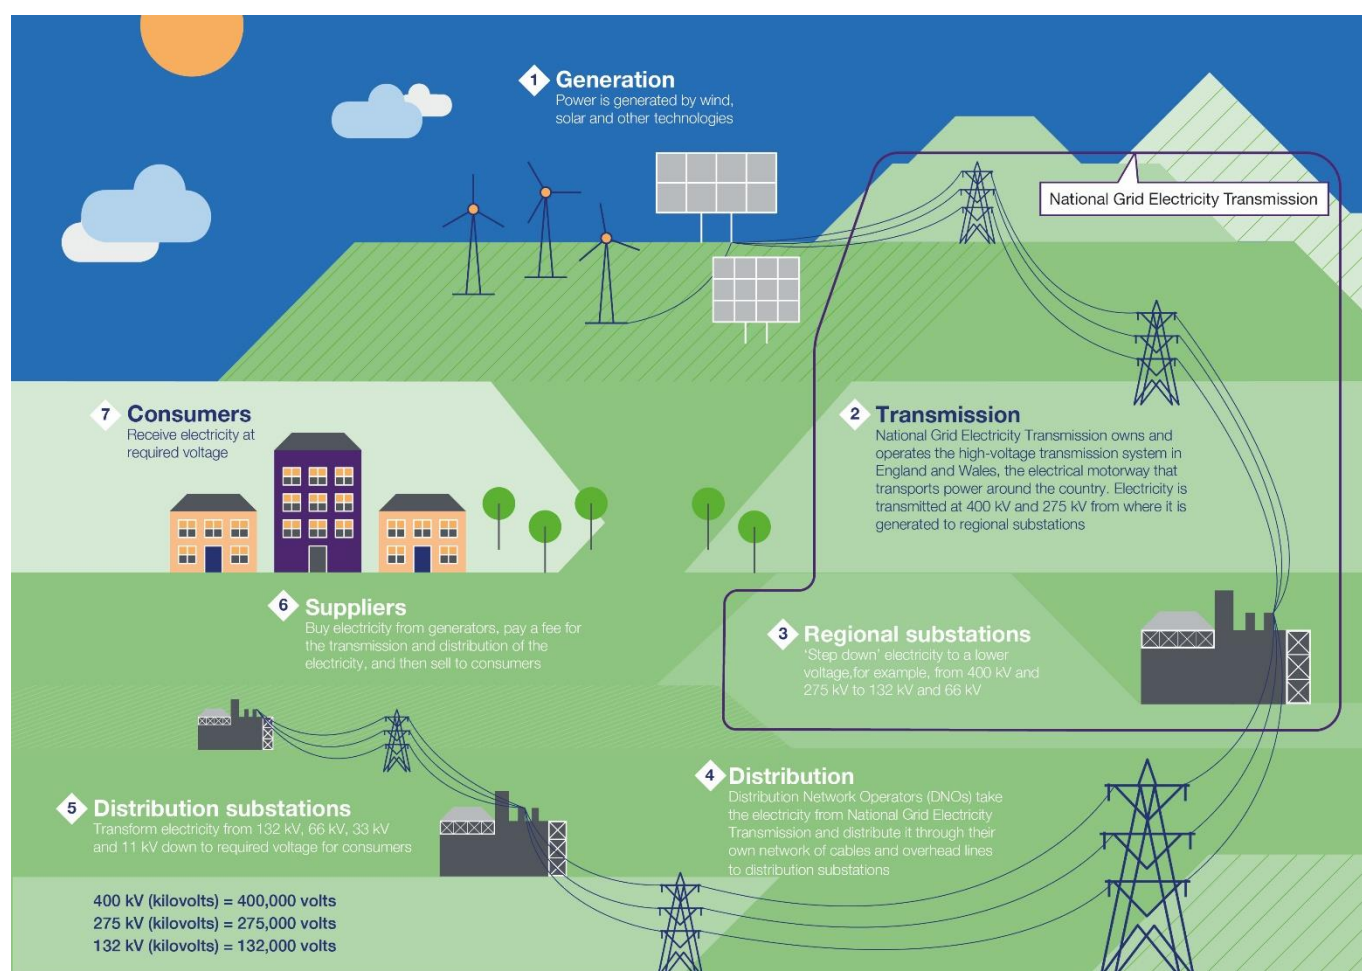 1 Generation
Power is generated by wind,
solar and other technologies
National Grid Electricity Transmission
2 Transmission
National Grid Electricity Transmission owns and
operates the high-voltage transmission system in
England and Wales, the electrical motorway that
transports power around the country. Electricity is
transmitted at 400 kV and 275 kV from where it is
generated to regional substations
3 Regional substations
‘Step down’ electricity to a lower
voltage,for example, from 400 kV and
275 kV to 132 kV and 66 kV
4 Distribution
Distribution Network Operators (DNOs) take
the electricity from National Grid Electricity
Transmission and distribute it through their
own network of cables and overhead lines
to distribution substations
5 Distribution substations
Transform electricity from 132 kV, 66 kV, 33 kV
and 11 kV down to required voltage for consumers
6 Suppliers
Buy electricity from generators, pay a fee for
the transmission and distribution of the
electricity, and then sell to consumers
7 Consumers
Receive electricity at
required voltage
400 kV (kilovolts) = 400,000 volts
275 kV (kilovolts) = 275,000 volts
132 kV (kilovolts) = 132,000 volts